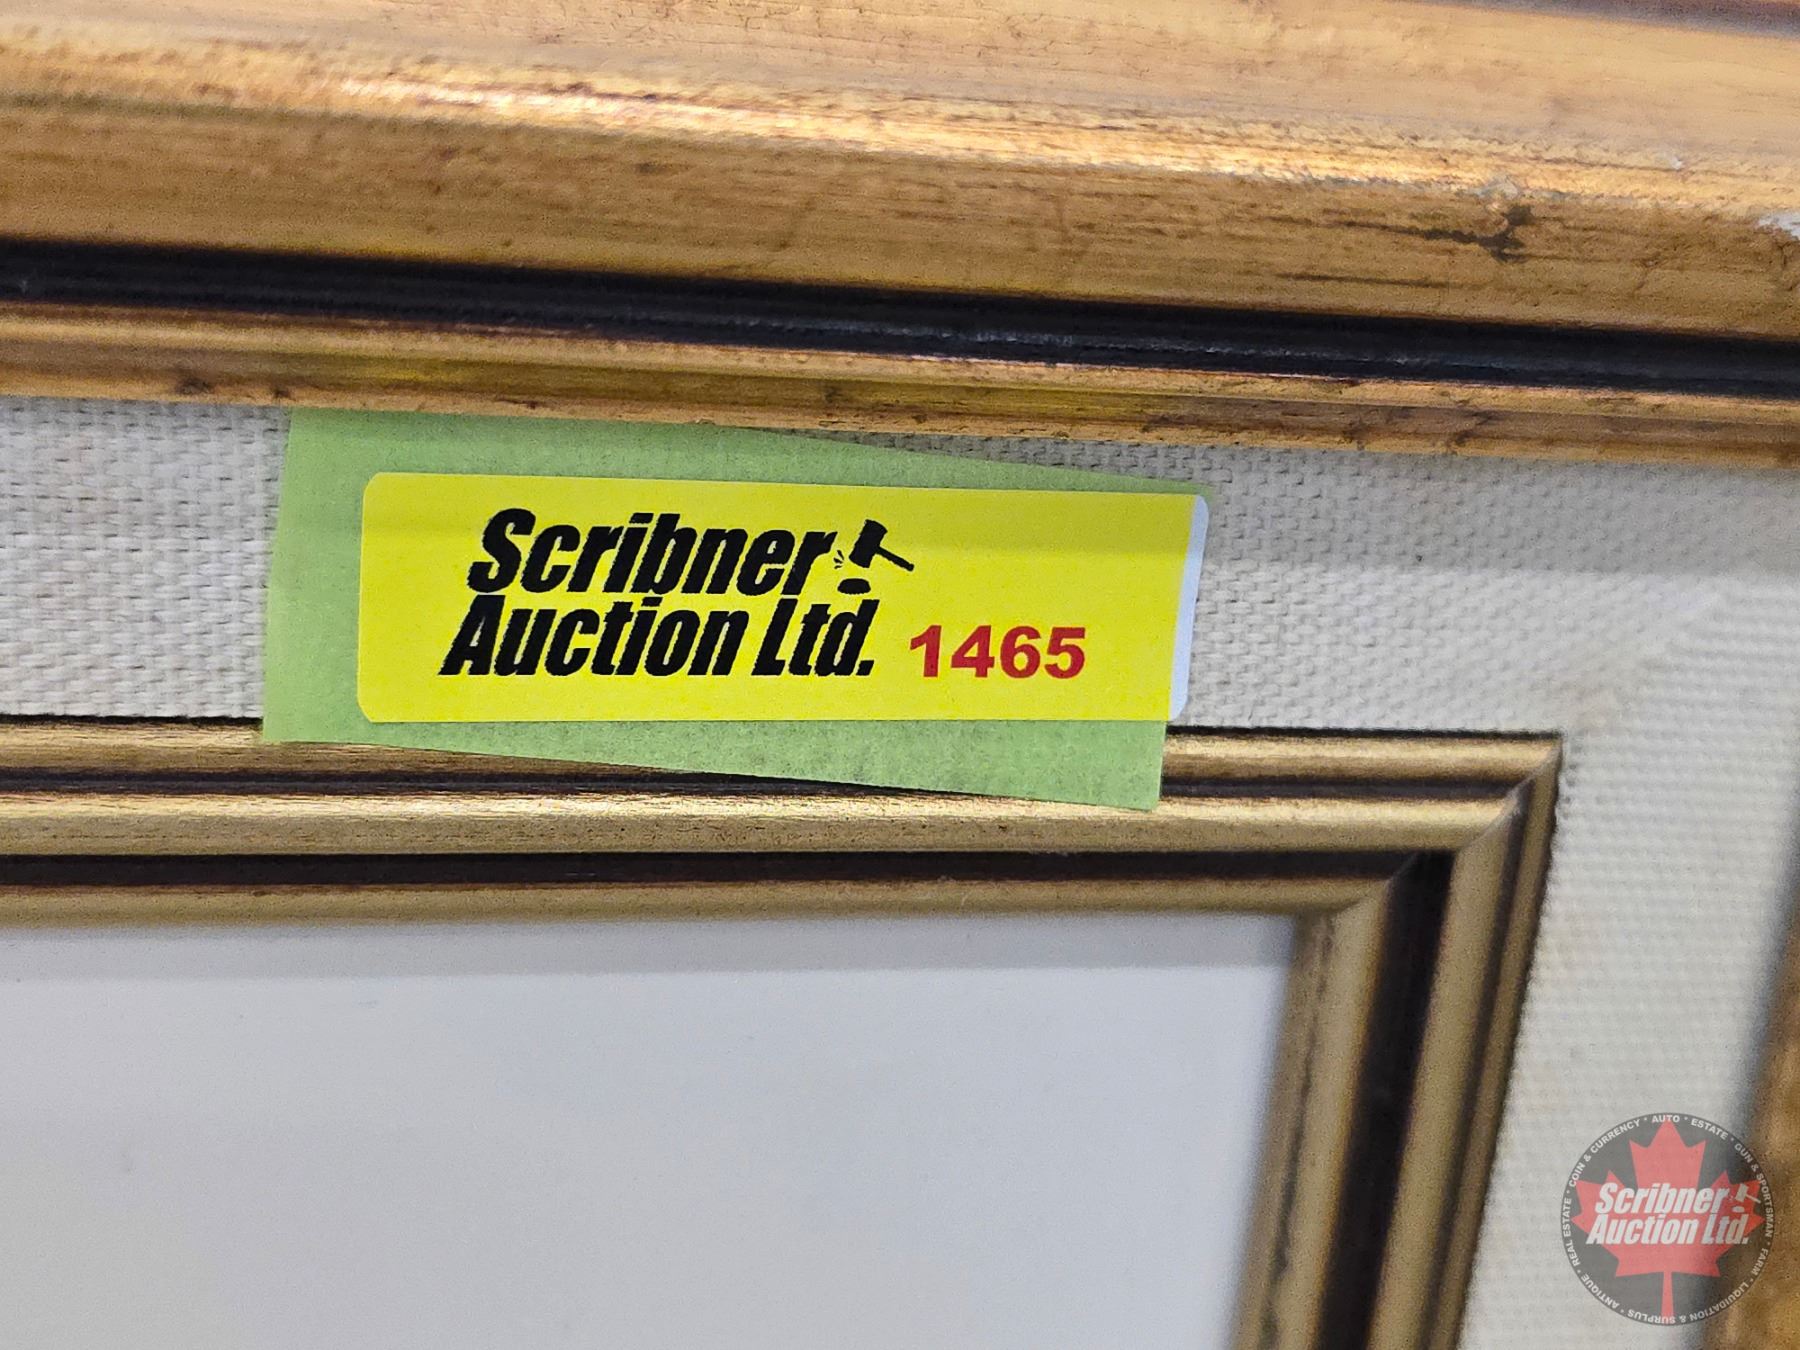 Scribner
Auction Ltd. 1465
COIN & CURRENCY • AUTO • ESTATE • GUN & SPORTSMAN • FARM • LIQUIDATION & SURPLUS • ANTIQUE • REAL ESTATE •
Scribner
Auction Ltd.